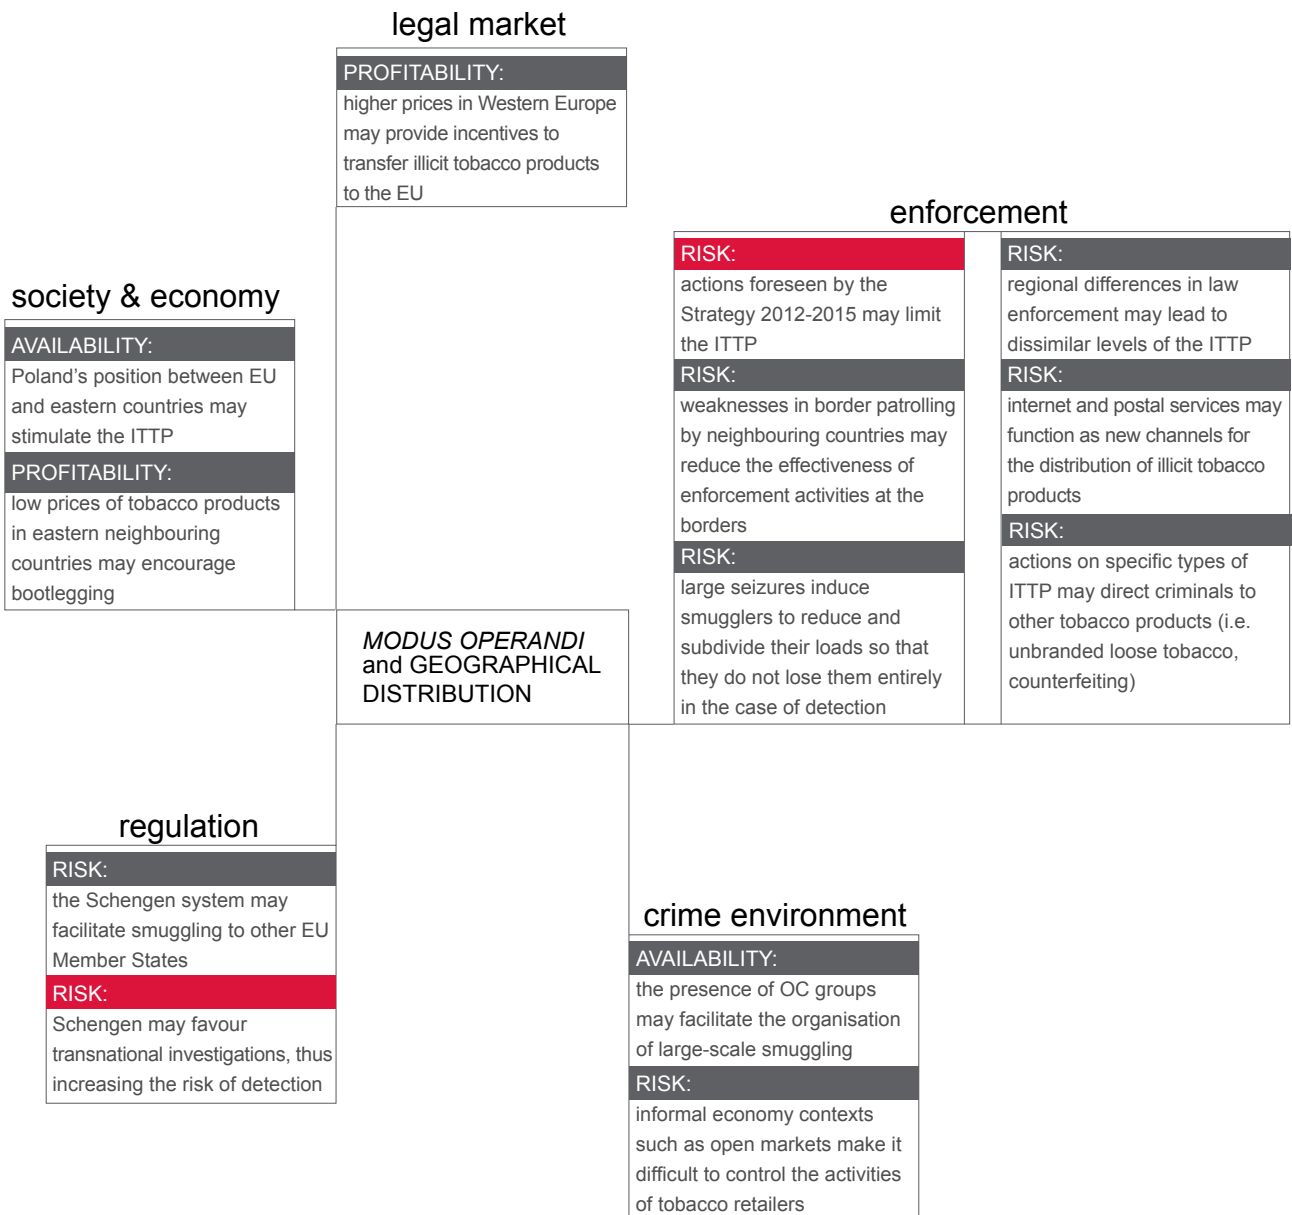 legal market
PROFITABILITY:
higher prices in Western Europe
may provide incentives to
transfer illicit tobacco products
to the EU
society & economy
AVAILABILITY:
Poland's position between EU
and eastern countries may
stimulate the ITTP
PROFITABILITY:
low prices of tobacco products
in eastern neighbouring
countries may encourage
bootlegging
enforcement
RISK:
actions foreseen by the
Strategy 2012-2015 may limit
the ITTP
RISK:
weaknesses in border patrolling
by neighbouring countries may
reduce the effectiveness of
enforcement activities at the
borders
RISK:
large seizures induce
smugglers to reduce and
subdivide their loads so that
they do not lose them entirely
in the case of detection
RISK:
regional differences in law
enforcement may lead to
dissimilar levels of the ITTP
RISK:
internet and postal services may
function as new channels for
the distribution of illicit tobacco
products
RISK:
actions on specific types of
ITTP may direct criminals to
other tobacco products (i.e.
unbranded loose tobacco,
counterfeiting)
MODUS OPERANDI
and GEOGRAPHICAL
DISTRIBUTION
regulation
RISK:
the Schengen system may
facilitate smuggling to other EU
Member States
RISK:
Schengen may favour
transnational investigations, thus
increasing the risk of detection
crime environment
AVAILABILITY:
the presence of OC groups
may facilitate the organisation
of large-scale smuggling
RISK:
informal economy contexts
such as open markets make it
difficult to control the activities
of tobacco retailers